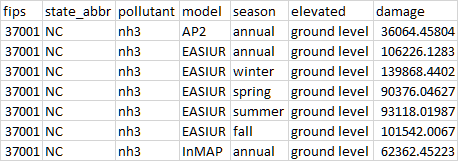 fips state_abbr pollutant model season elevated damage
37001 NC nh3 AP2 annual ground level 36064.45804
37001 NC nh3 EASIUR annual ground level 106226.1283
37001 NC nh3 EASIUR winter ground level 139868.4402
37001 NC nh3 EASIUR spring ground level 90376.04627
37001 NC nh3 EASIUR summer ground level 93118.01987
37001 NC nh3 EASIUR fall ground level 101542.0067
37001 NC nh3 InMAP annual ground level 62362.45223